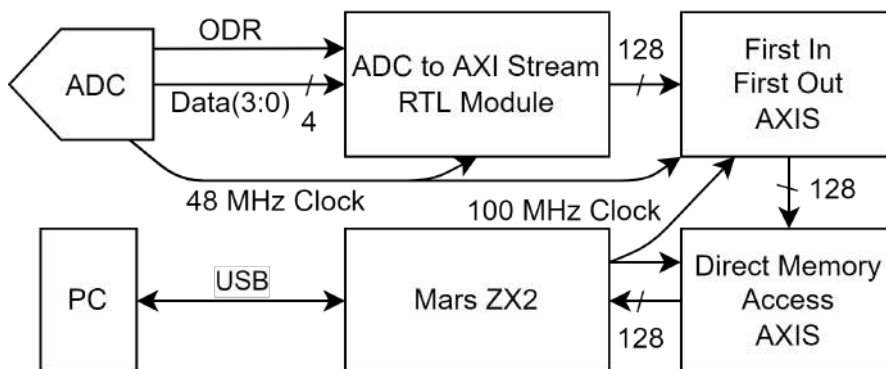 ADC
ODR
Data(3:0)
4
ADC to AXI Stream
RTL Module
128
First In
First Out
AXIS
48 MHz Clock
100 MHz Clock
128
PC
USB
Mars ZX2
128
Direct Memory
Access
AXIS